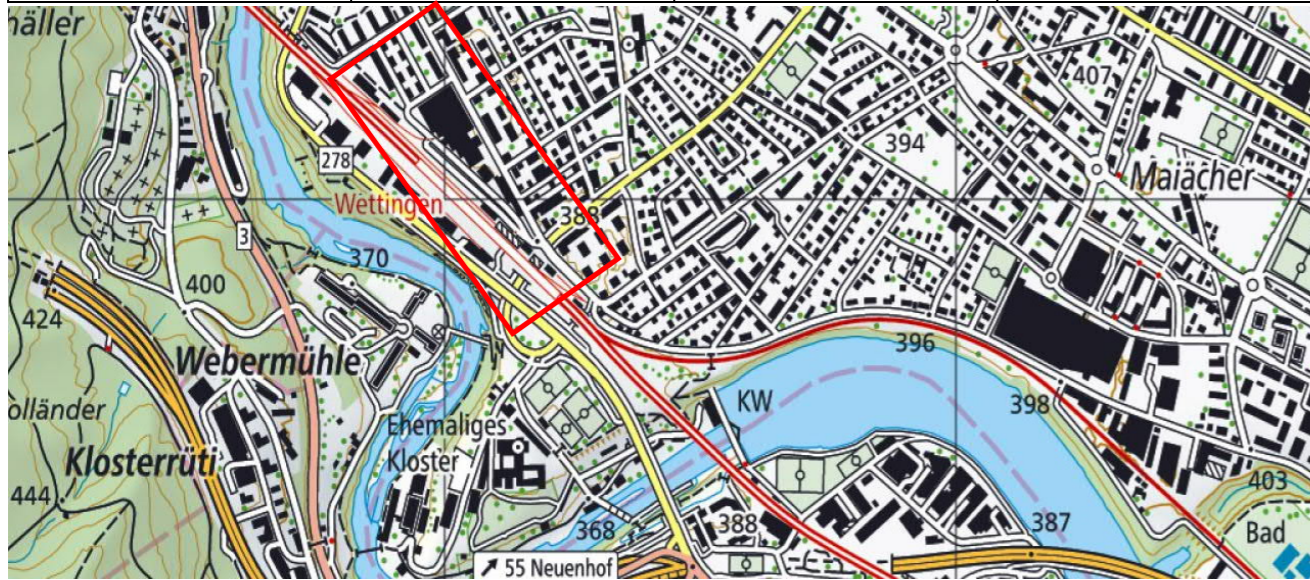 häller
407
394
278
Maiächer
Wettingen
388
3
370
400
424
396
Webermühle
KW
398
olländer
Ehemaliges
Kloster
Klosterrüti
403
444
368
388
387
Bad
↗ 55 Neuenhof